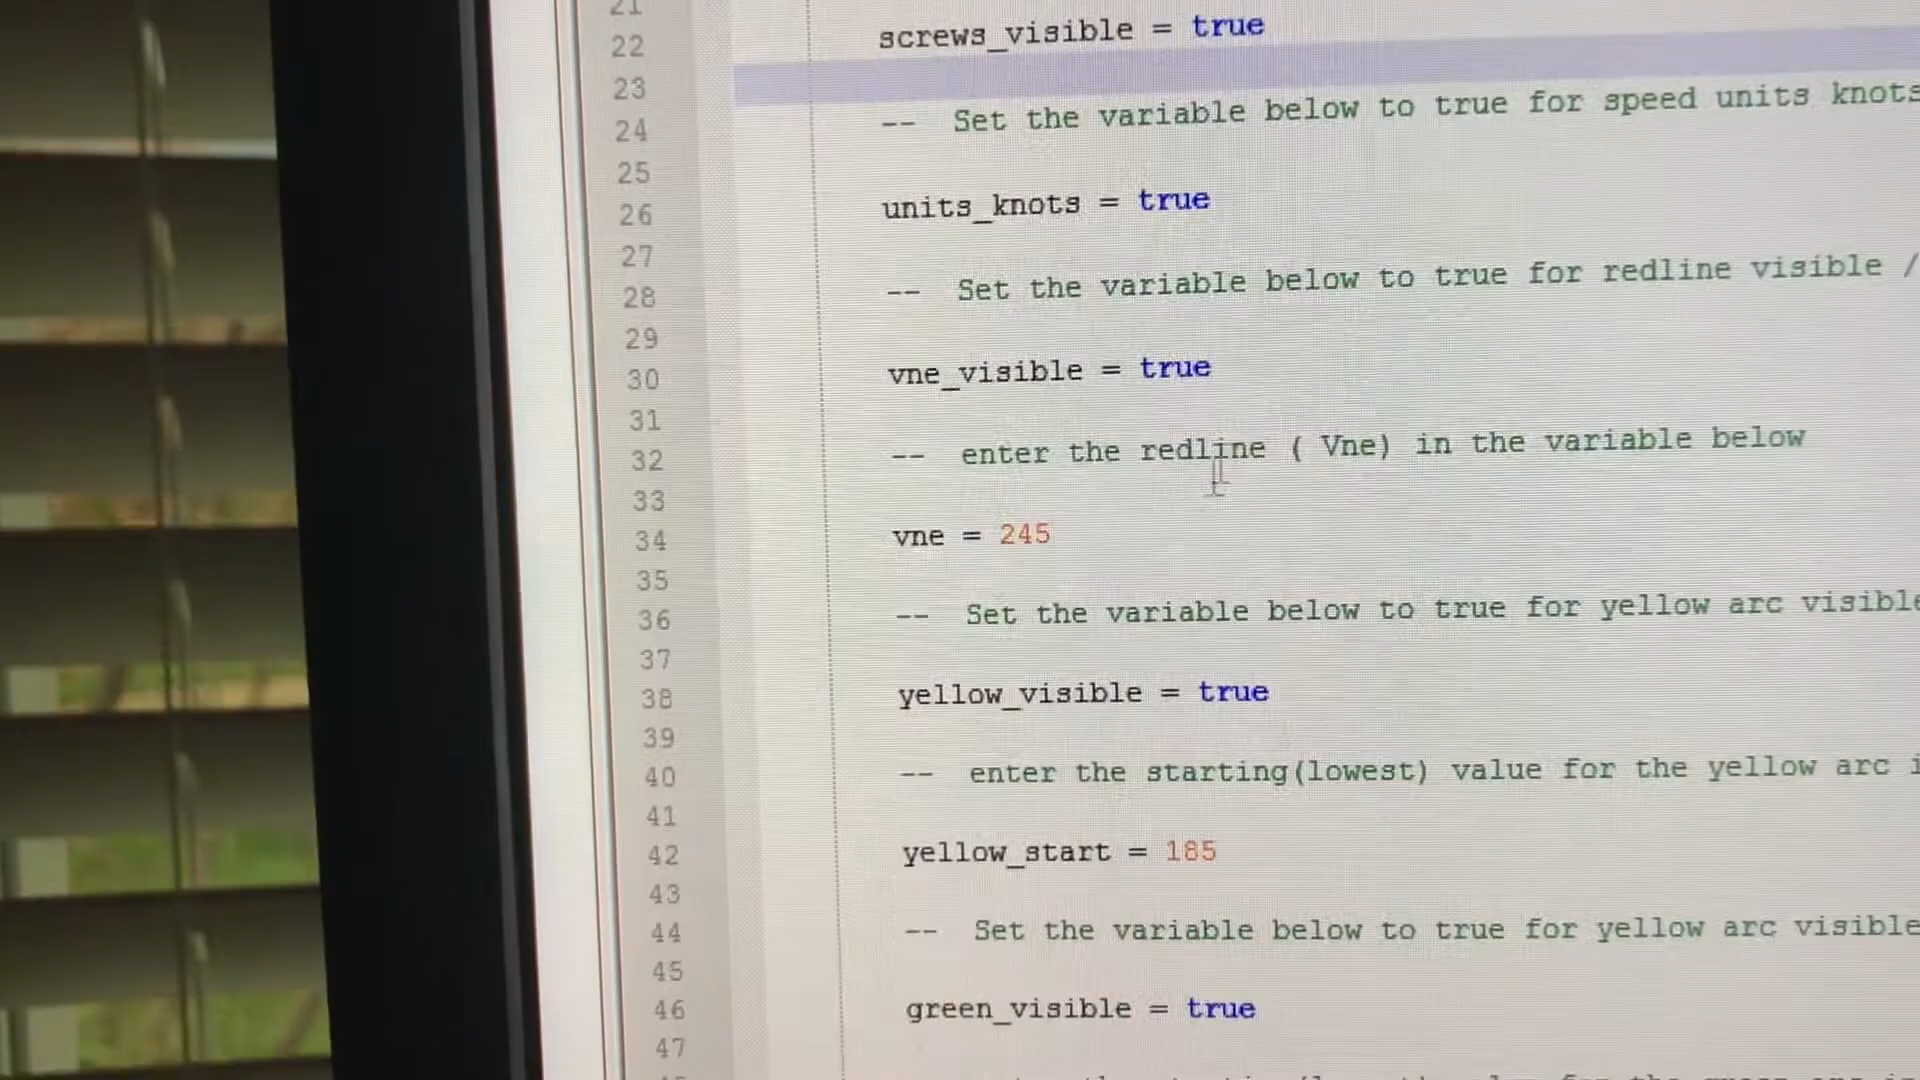 21
22 screws_visible = true
23
24 -- Set the variable below to true for speed units knots
25
26 units_knots = true
27
28 -- Set the variable below to true for redline visible /
29
30 vne_visible = true
31
32 -- enter the redline ( Vne) in the variable below
33
34 vne = 245
35
36 -- Set the variable below to true for yellow arc visible
37
38 yellow_visible = true
39
40 -- enter the starting(lowest) value for the yellow arc i
41
42 yellow_start = 185
43
44 -- Set the variable below to true for yellow arc visible
45
46 green_visible = true
47